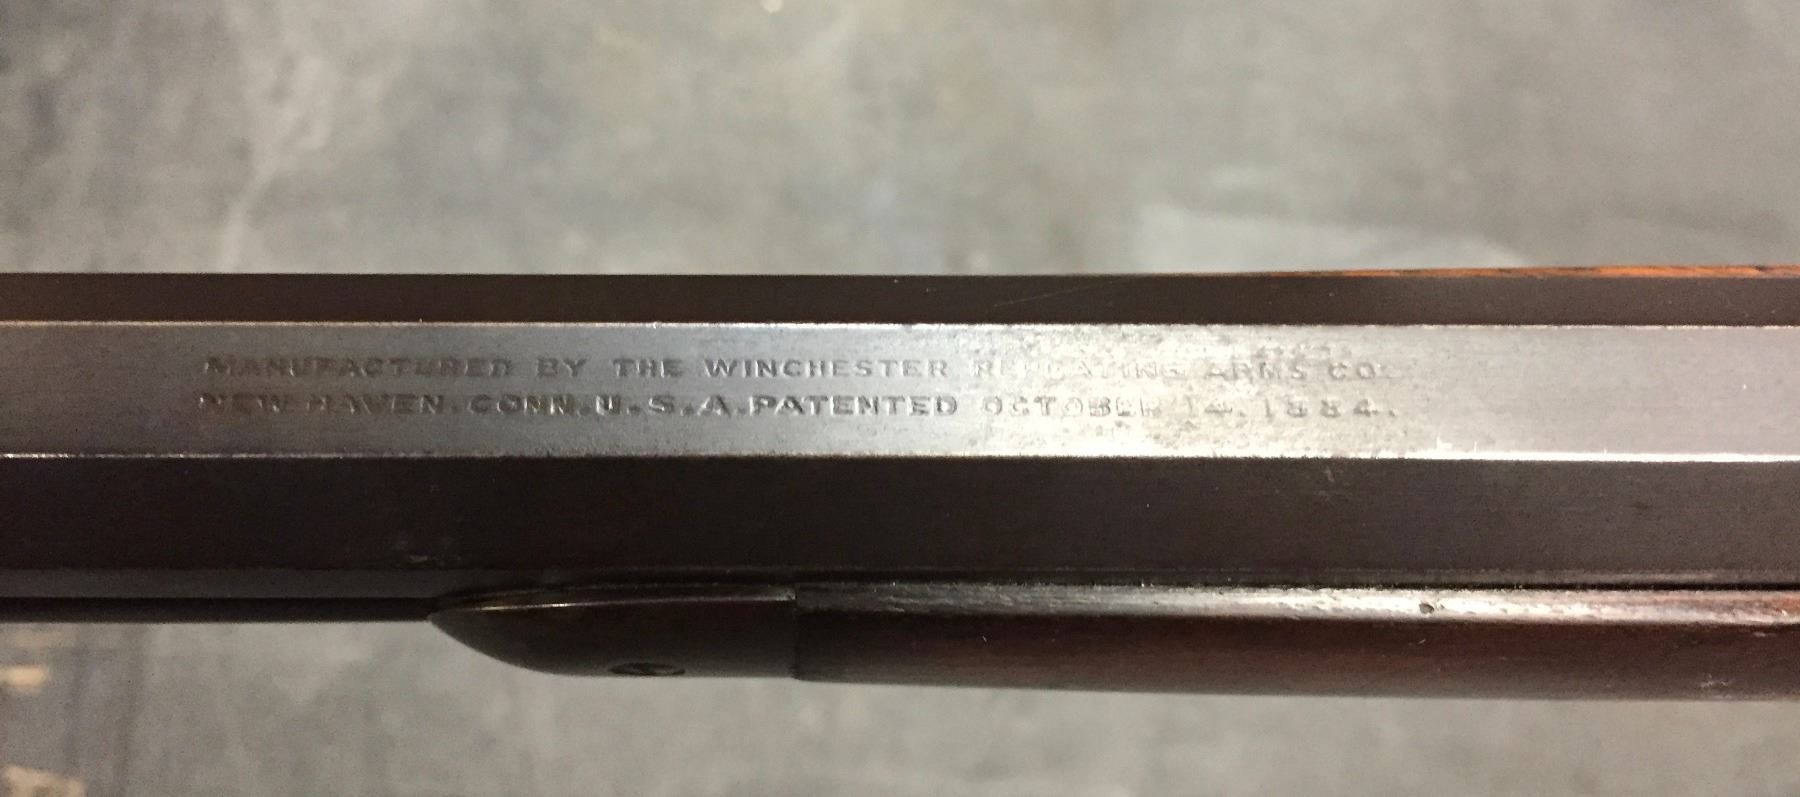 MANUFACTURED BY THE WINCHESTER REPEATING ARMS CO.
NEW HAVEN. CONN. U.S.A. PATENTED OCTOBER 14. 1884.